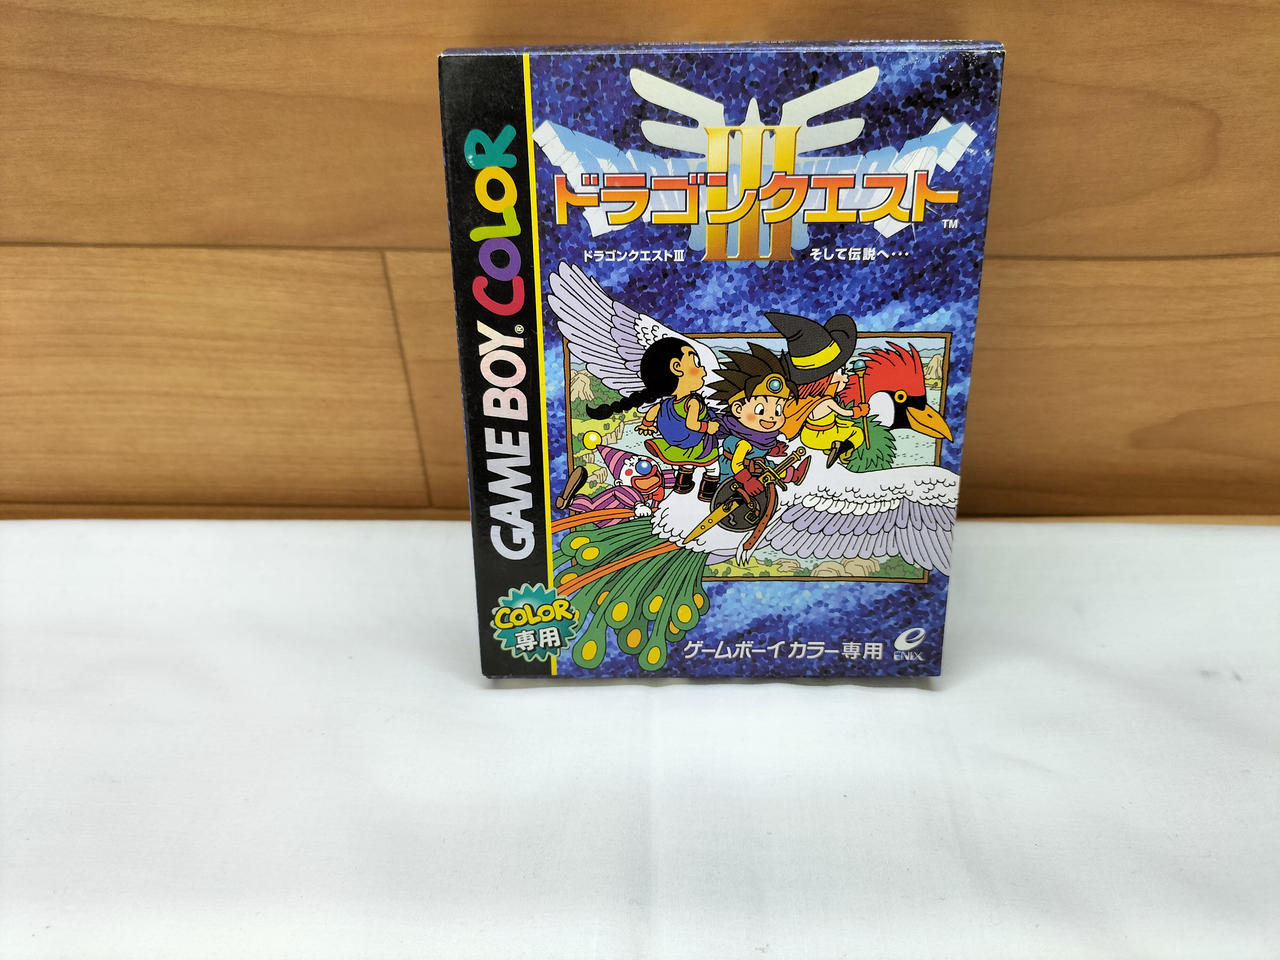 GAME BOY® COLOR
III
ドラゴンクエスト™
ドラゴンクエストIII そして伝説へ・・・
COLOR
専用
ゲームボーイ カラー専用
e
ENIX